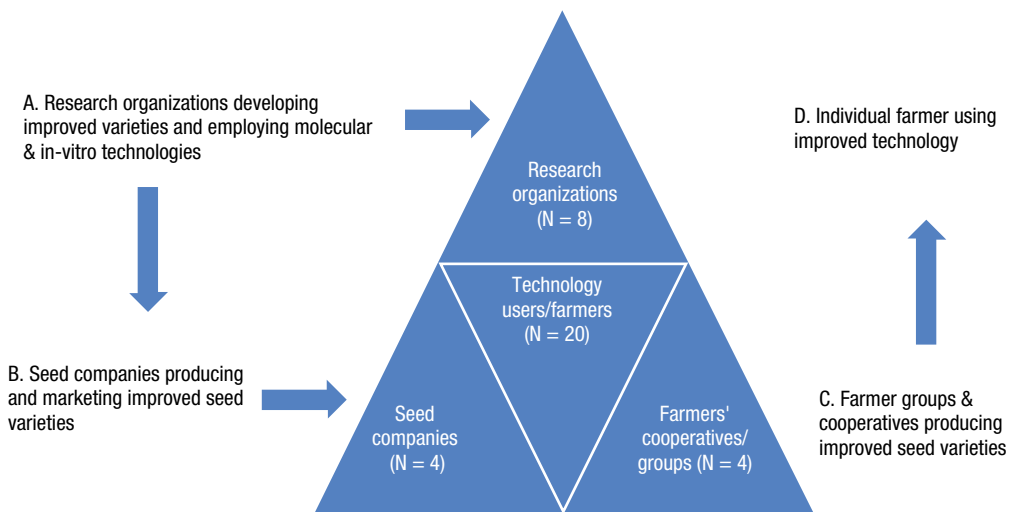 A. Research organizations developing
improved varieties and employing molecular
& in-vitro technologies
D. Individual farmer using
improved technology
Research
organizations
(N = 8)
Technology
users/farmers
(N = 20)
B. Seed companies producing
and marketing improved seed
varieties
Seed
companies
(N = 4)
Farmers'
cooperatives/
groups (N = 4)
C. Farmer groups &
cooperatives producing
improved seed varieties